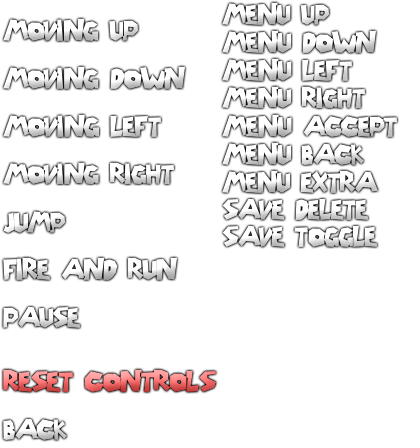 MOVING UP
MOVING DOWN
MOVING LEFT
MOVING RIGHT
JUMP
FIRE AND RUN
PAUSE
RESET CONTROLS
BACK
MENU UP
MENU DOWN
MENU LEFT
MENU RIGHT
MENU ACCEPT
MENU BACK
MENU EXTRA
SAVE DELETE
SAVE TOGGLE